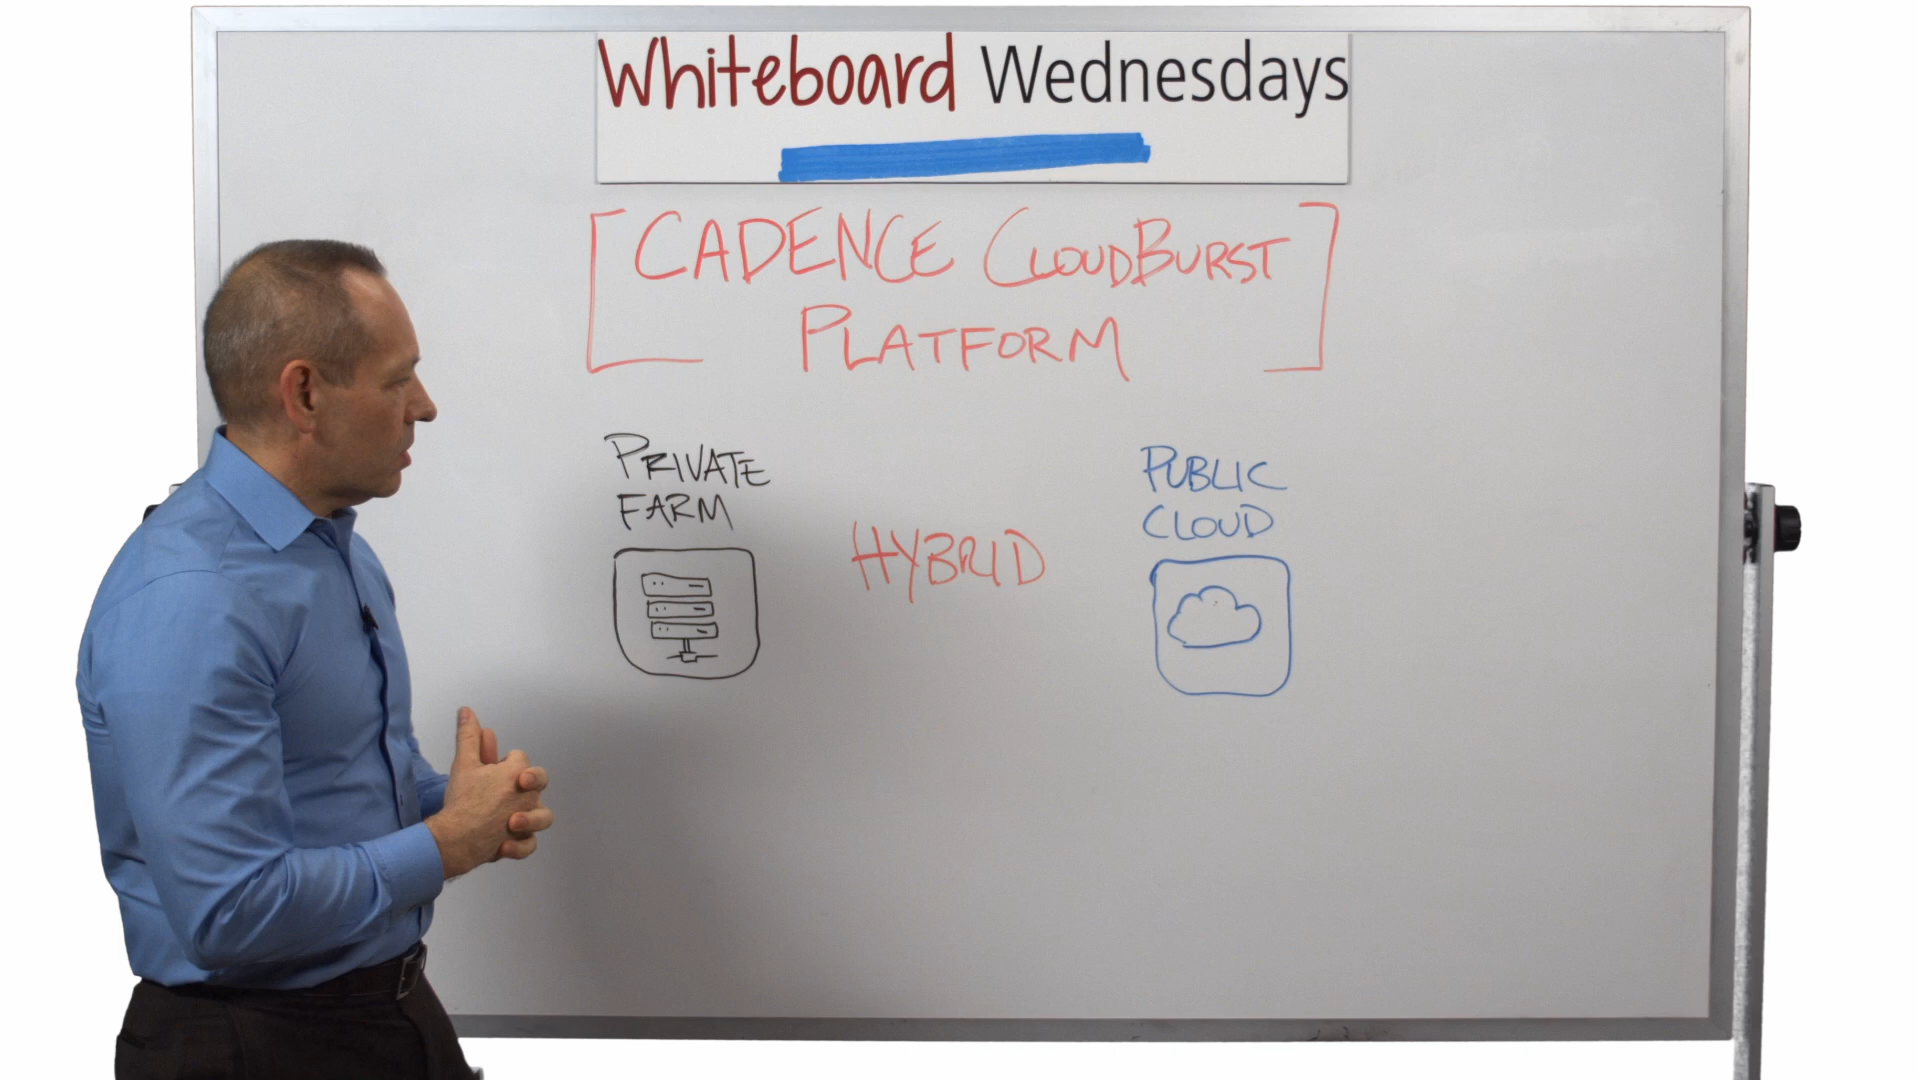 Whiteboard Wednesdays
CADENCE CLOUDBURST
PLATFORM
PRIVATE
FARM
HYBRID
PUBLIC
CLOUD